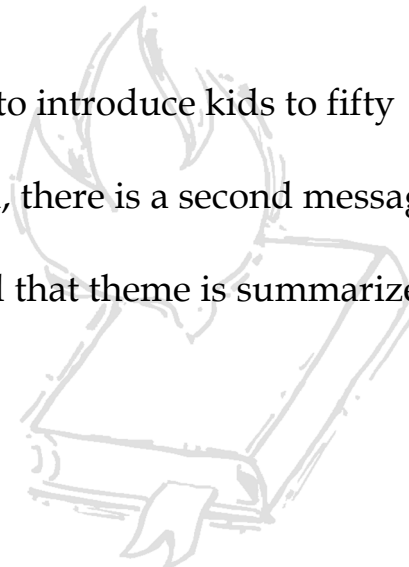 to introduce kids to fifty
, there is a second messag
that theme is summarize